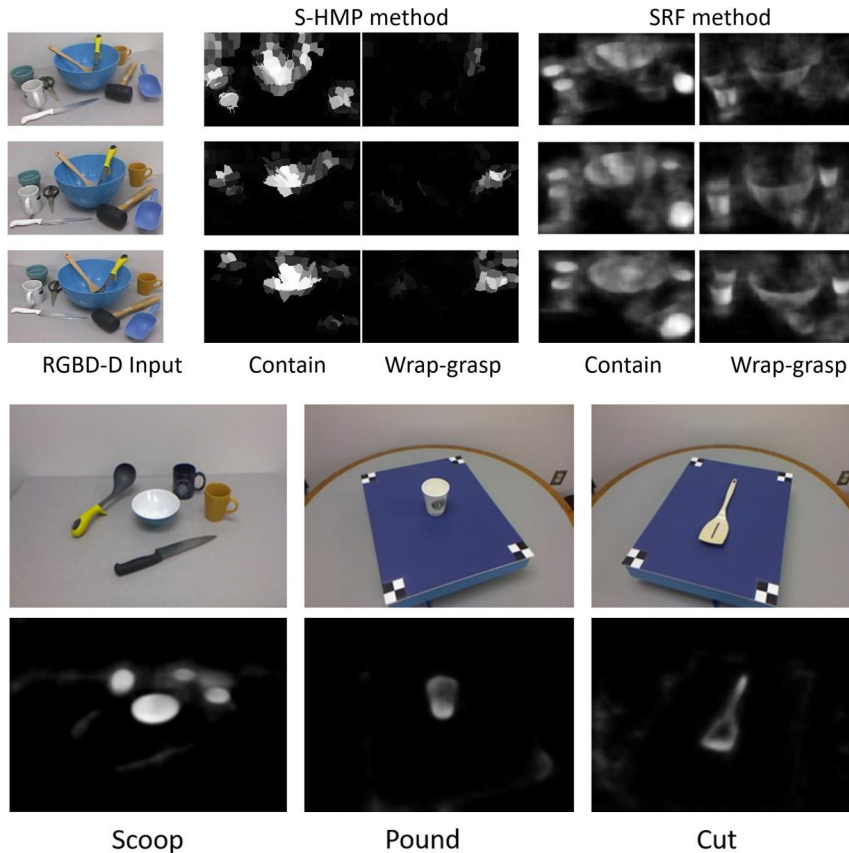 S-HMP method SRF method
RGBD-D Input Contain Wrap-grasp Contain Wrap-grasp
Scoop Pound Cut